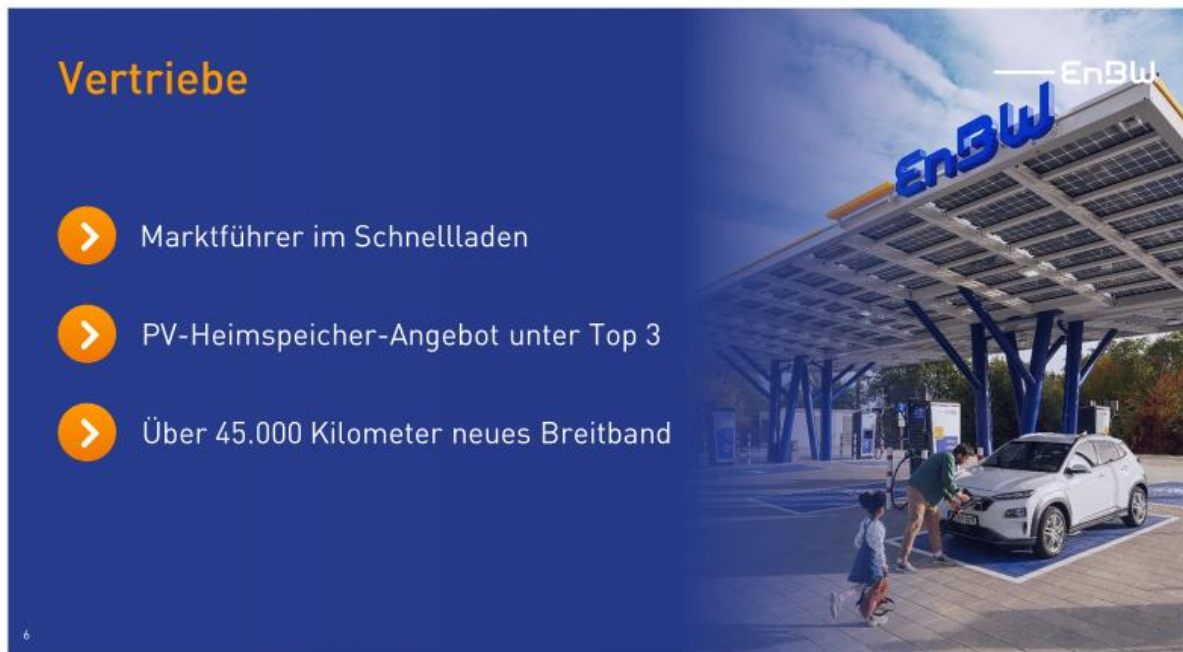 Vertriebe
EnBW
EnBW
Marktführer im Schnellladen
PV-Heimspeicher-Angebot unter Top 3
Über 45.000 Kilometer neues Breitband
6